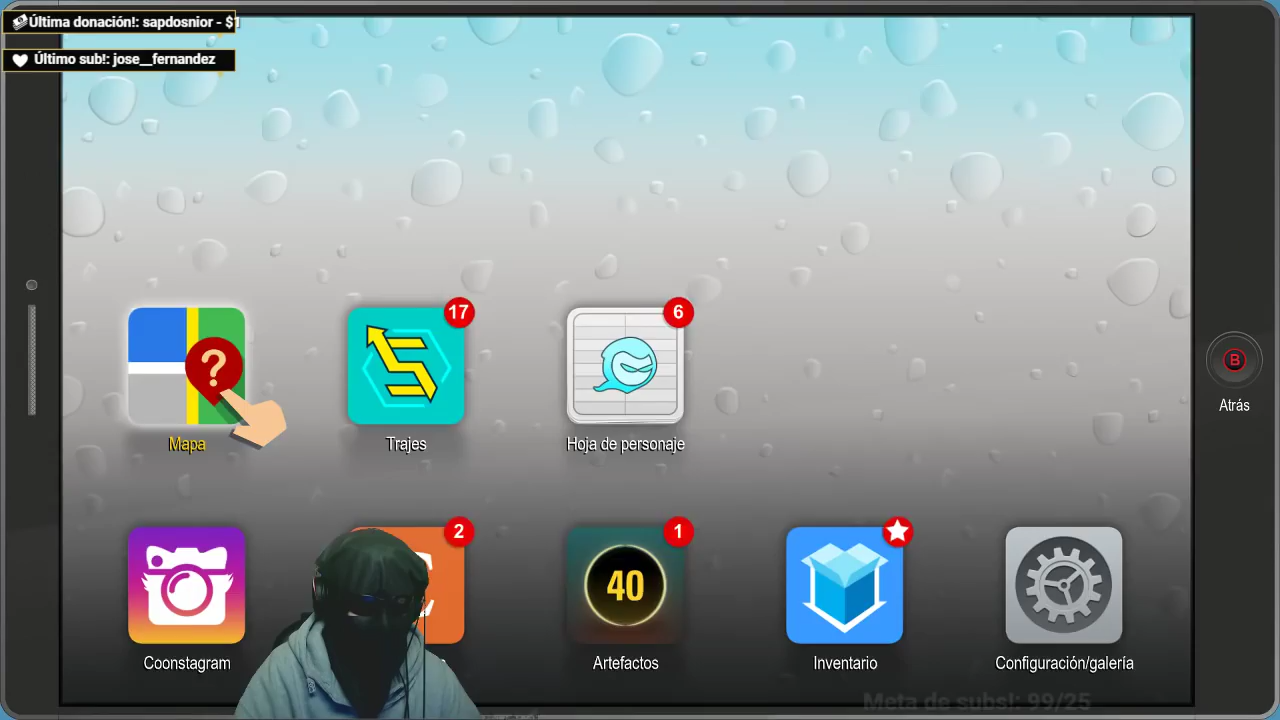 Última donación!: sapdosnior - $1
Último sub!: jose__fernandez
17
6
?
B
Atrás
Mapa
Trajes
Hoja de personaje
2
1
40
Coonstagram
Artefactos
Inventario
Configuración/galería
Meta de subs!: 99/25